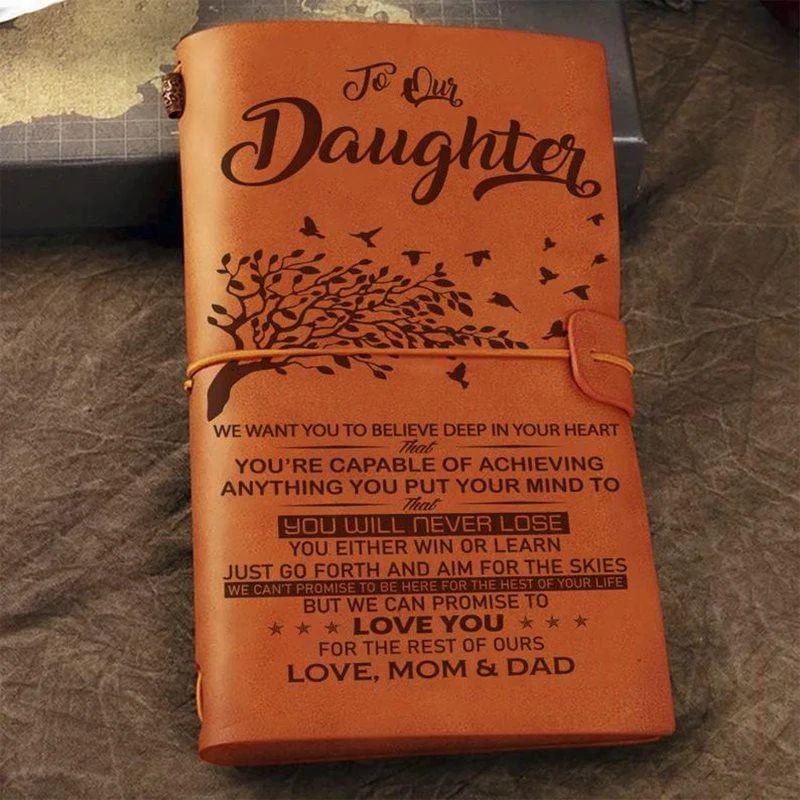 To Our
Daughter
WE WANT YOU TO BELIEVE DEEP IN YOUR HEART
That
YOU'RE CAPABLE OF ACHIEVING
ANYTHING YOU PUT YOUR MIND TO
That
YOU WILL NEVER LOSE
YOU EITHER WIN OR LEARN
JUST GO FORTH AND AIM FOR THE SKIES
WE CAN'T PROMISE TO BE HERE FOR THE HEST OF YOUR LIFE
BUT WE CAN PROMISE TO
LOVE YOU
FOR THE REST OF OURS
LOVE, MOM & DAD